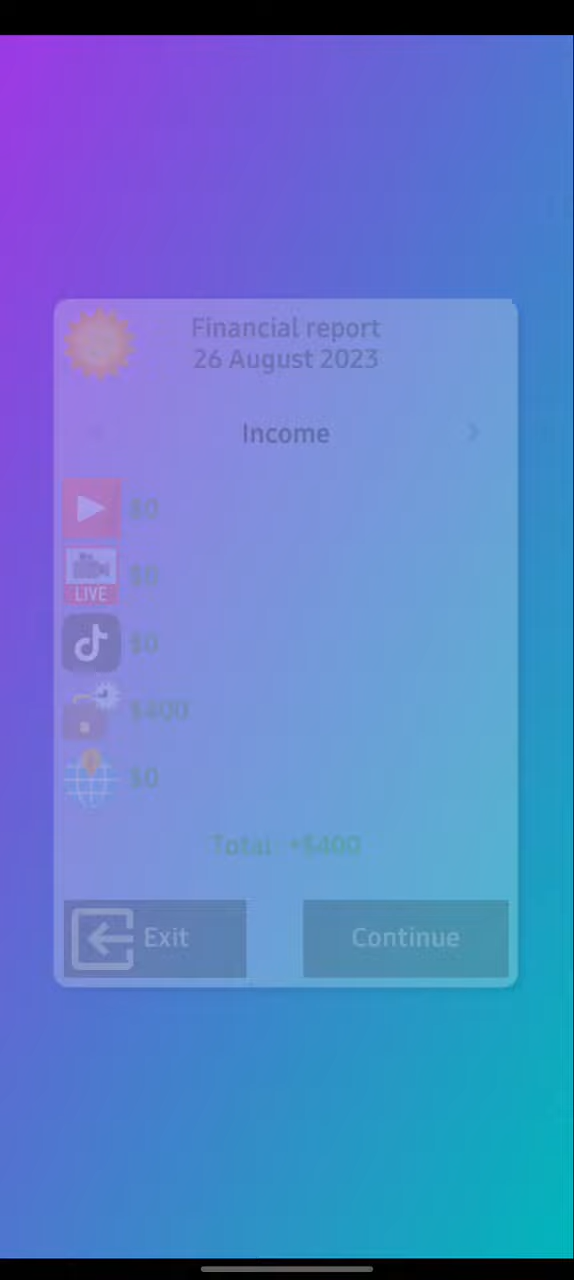 Financial report
26 August 2023
Income
$0
$0
LIVE
$0
$400
$0
Total +$400
Exit
Continue